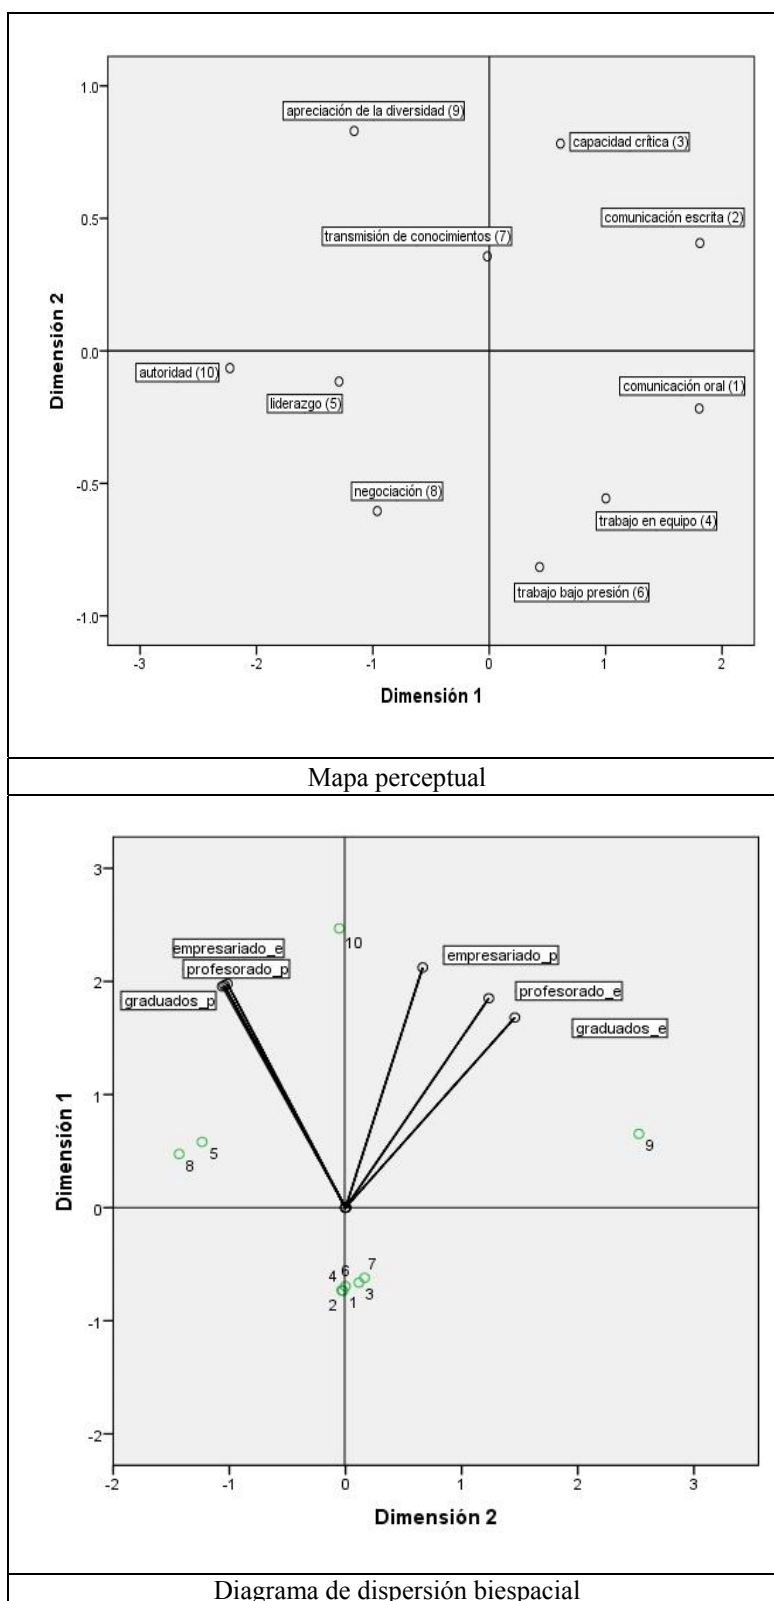 1.0
apreciación de la diversidad (9)
capacidad crítica (3)
0.5
comunicación escrita (2)
transmisión de conocimientos (7)
Dimensión 2
0.0
autoridad (10)
liderazgo (5)
comunicación oral (1)
-0.5
negociación (8)
trabajo en equipo (4)
trabajo bajo presión (6)
-1.0
-3 -2 -1 0 1 2
Dimensión 1
Mapa perceptual
3
10
empresariado_e
empresariado_p
profesorado_p
2
profesorado_e
graduados_p
graduados_e
Dimensión 1
1
5
8
9
0
4 6 7
2 1 3
-1
-2
-2 -1 0 1 2 3
Dimensión 2
Diagrama de dispersión biespacial